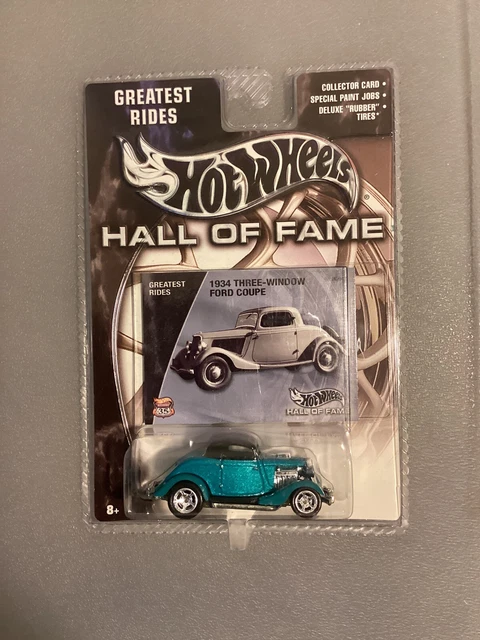 GREATEST
RIDES
COLLECTOR CARD •
SPECIAL PAINT JOBS •
DELUXE "RUBBER" •
TIRES*
HOT WHEELS
®
HALL OF FAME
GREATEST
RIDES
1934 THREE-WINDOW
FORD COUPE
35
HOT WHEELS
HALL OF FAM
8+